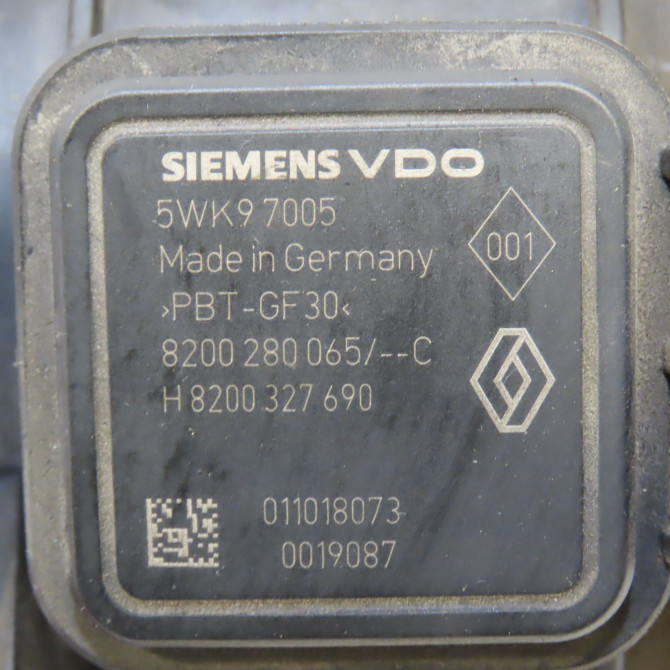 SIEMENS VDO
5WK9 7005
001
Made in Germany
>PBT-GF30<
8200 280 065/--C
H 8200 327 690
011018073
0019087